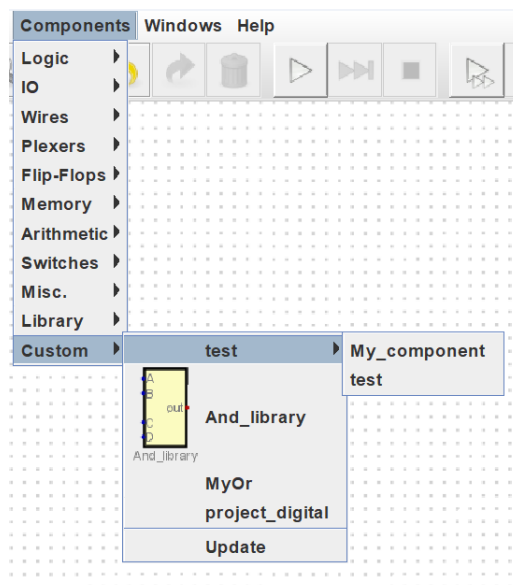 Components Windows Help
Logic
IO
Wires
Plexers
Flip-Flops
Memory
Arithmetic
Switches
Misc.
Library
Custom
test
A
B
out
C
D
And_library
And_library
MyOr
project_digital
Update
My_component
test